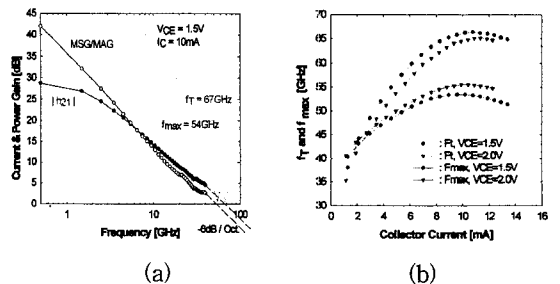 Current & Power Gain [dB]
45
40
35
30
25
20
15
10
5
0
MSG/MAG
|h21|
VCE = 1.5V
IC = 10mA
fT = 67GHz
fmax = 54GHz
1
10
100
Frequency [GHz]
-6dB / Oct.
(a)
fT and fmax [GHz]
70
65
60
55
50
45
40
35
30
: Ft, VCE=1.5V
: Ft, VCE=2.0V
: Fmax, VCE=1.5V
: Fmax, VCE=2.0V
0
2
4
6
8
10
12
14
16
Collector Current [mA]
(b)